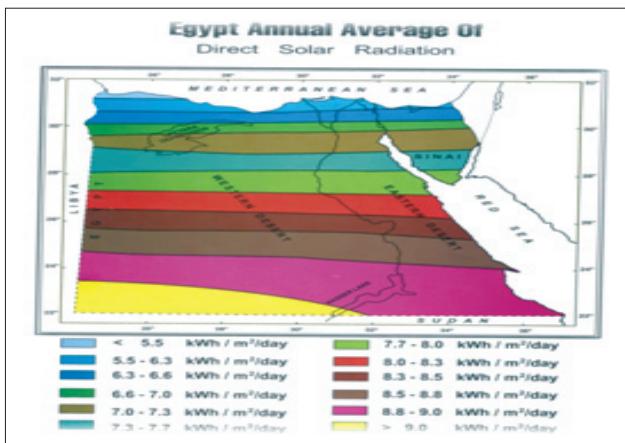 Egypt Annual Average Of
Direct Solar Radiation
MEDITERRANEAN SEA
SINAI
LIBYA
WESTERN DESERT
EASTERN DESERT
RED SEA
SUDAN
< 5.5 kWh / m²/day
5.5 - 6.3 kWh / m²/day
6.3 - 6.6 kWh / m²/day
6.6 - 7.0 kWh / m²/day
7.0 - 7.3 kWh / m²/day
7.3 - 7.7 kWh / m²/day
7.7 - 8.0 kWh / m²/day
8.0 - 8.3 kWh / m²/day
8.3 - 8.5 kWh / m²/day
8.5 - 8.8 kWh / m²/day
8.8 - 9.0 kWh / m²/day
> 9.0 kWh / m²/day